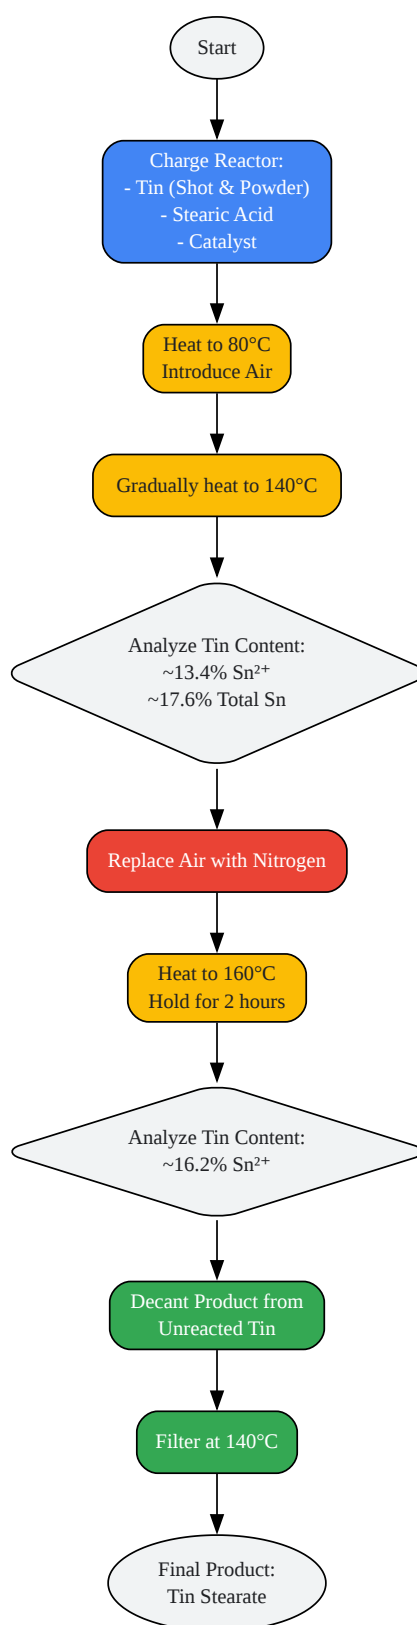 Start
Charge Reactor:
- Tin (Shot & Powder)
- Stearic Acid
- Catalyst
Heat to 80°C
Introduce Air
Gradually heat to 140°C
Analyze Tin Content:
~13.4% Sn²⁺
~17.6% Total Sn
Replace Air with Nitrogen
Heat to 160°C
Hold for 2 hours
Analyze Tin Content:
~16.2% Sn²⁺
Decant Product from
Unreacted Tin
Filter at 140°C
Final Product:
Tin Stearate